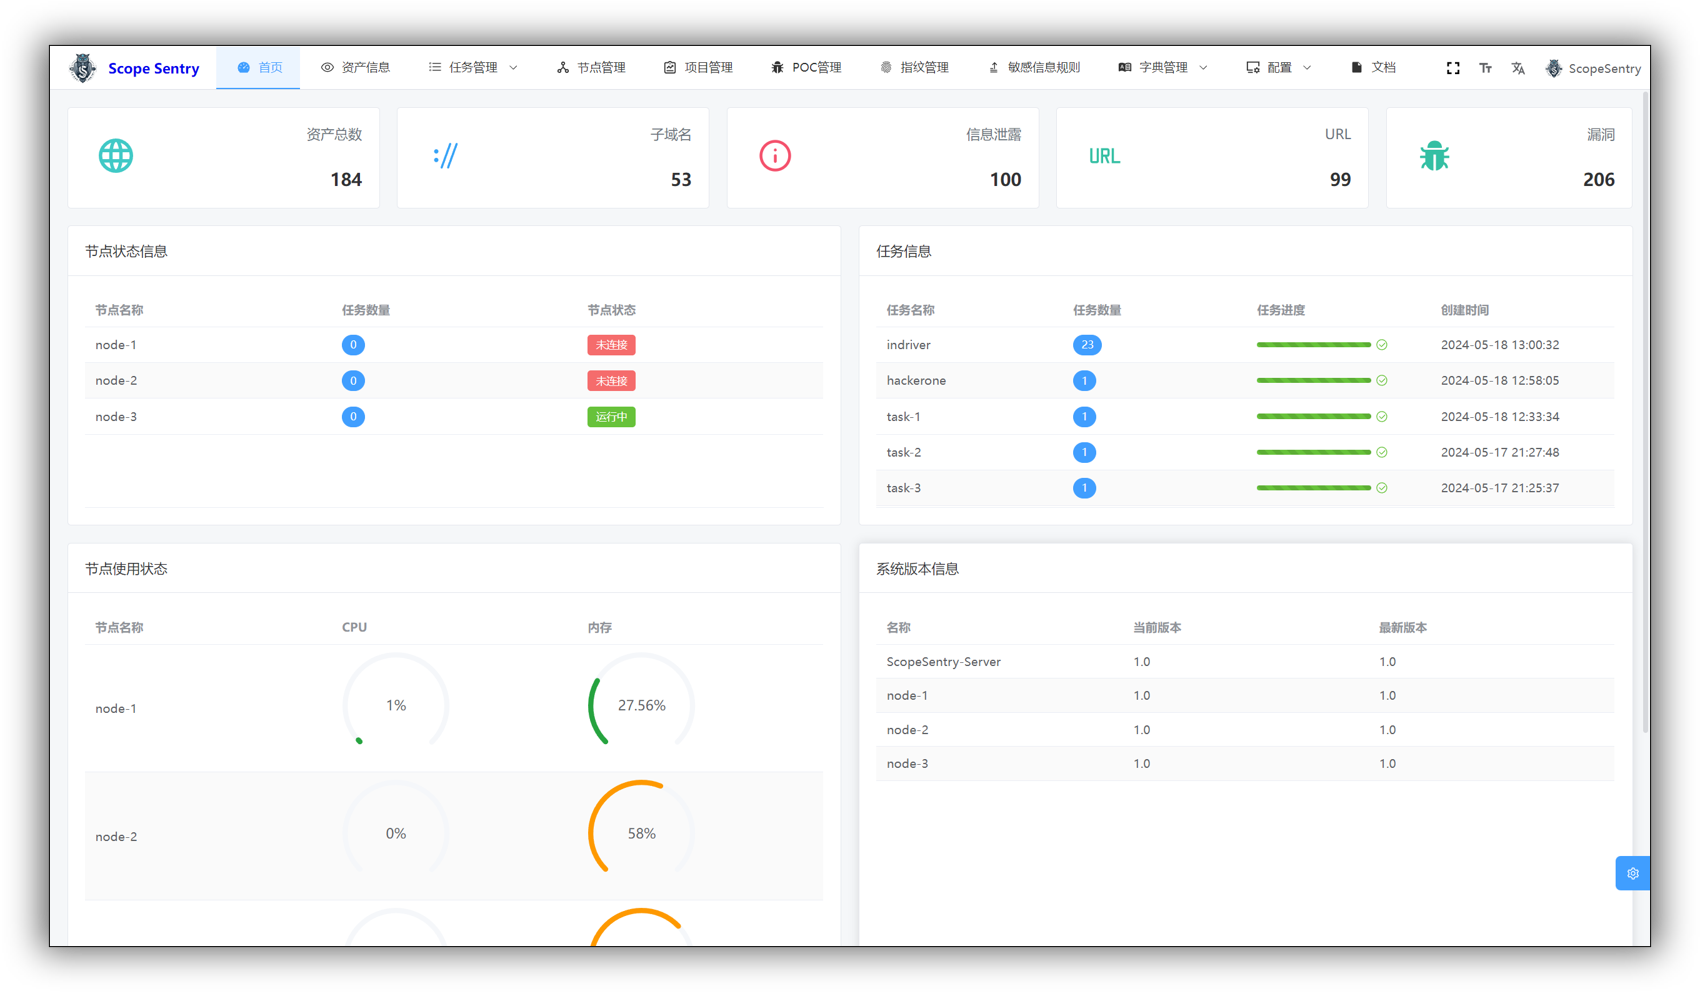 Scope Sentry 首页 资产信息 任务管理 节点管理 项目管理 POC管理 指纹管理 敏感信息规则 字典管理 配置 文档 ScopeSentry
资产总数
184
://
子域名
53
信息泄露
100
URL
URL
99
漏洞
206
节点状态信息
节点名称 任务数量 节点状态
node-1 0 未连接
node-2 0 未连接
node-3 0 运行中
任务信息
任务名称 任务数量 任务进度 创建时间
indriver 23 2024-05-18 13:00:32
hackerone 1 2024-05-18 12:58:05
task-1 1 2024-05-18 12:33:34
task-2 1 2024-05-17 21:27:48
task-3 1 2024-05-17 21:25:37
节点使用状态
节点名称 CPU 内存
node-1 1% 27.56%
node-2 0% 58%
系统版本信息
名称 当前版本 最新版本
ScopeSentry-Server 1.0 1.0
node-1 1.0 1.0
node-2 1.0 1.0
node-3 1.0 1.0